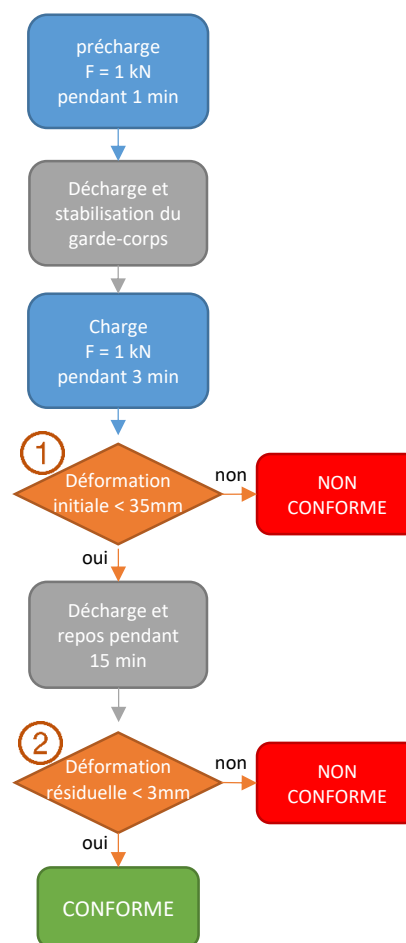 précharge
F = 1 kN
pendant 1 min
Décharge et
stabilisation du
garde-corps
Charge
F = 1 kN
pendant 3 min
1
Déformation
initiale < 35mm
non
NON
CONFORME
oui
Décharge et
repos pendant
15 min
2
Déformation
résiduelle < 3mm
non
NON
CONFORME
oui
CONFORME